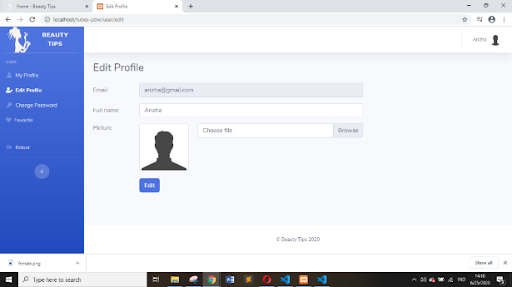 Home - Beauty Tips
Edit Profile
localhost/tubes-pbw/user/edit
BEAUTY TIPS
Anzha
USER
My Profile
Edit Profile
Change Password
Favorite
Keluar
Edit Profile
Email
anzha@gmail.com
Full name
Anzha
Picture
Choose file
Browse
Edit
© Beauty Tips 2020
female.png
Show all
Type here to search
IND
14:10
6/25/2020